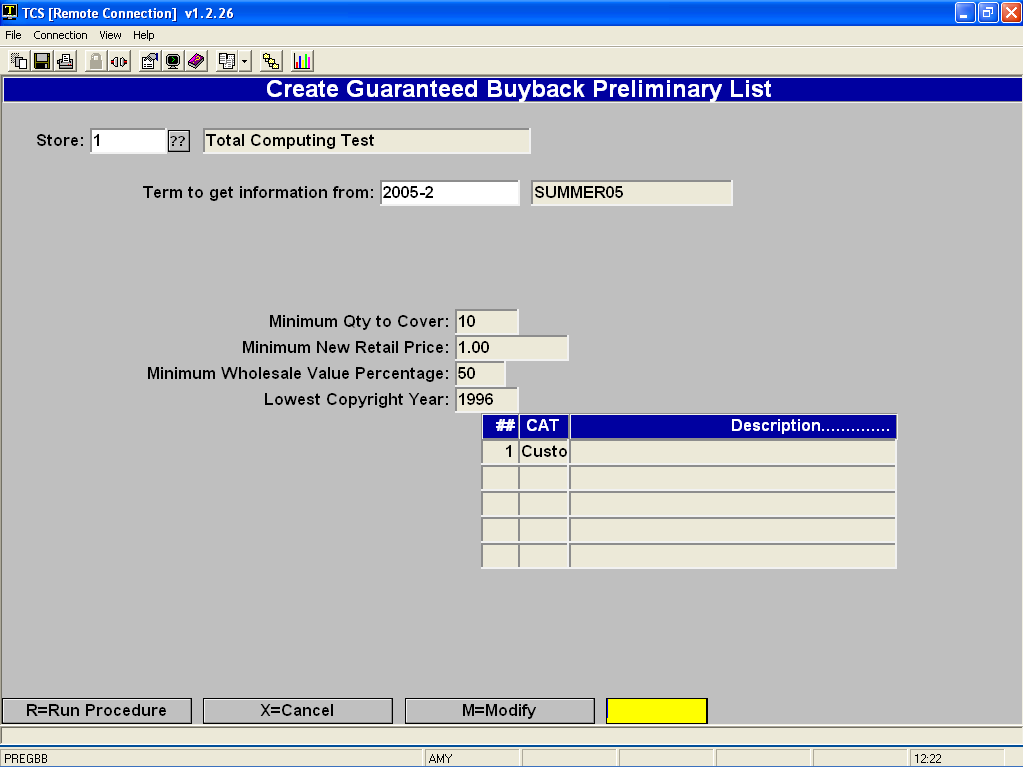 TCS [Remote Connection] v1.2.26
File Connection View Help
Create Guaranteed Buyback Preliminary List
Store: 1 ?? Total Computing Test
Term to get information from: 2005-2 SUMMER05
Minimum Qty to Cover: 10
Minimum New Retail Price: 1.00
Minimum Wholesale Value Percentage: 50
Lowest Copyright Year: 1996
## CAT Description..............
1 Custo
R=Run Procedure X=Cancel M=Modify
PREGBB AMY 12:22